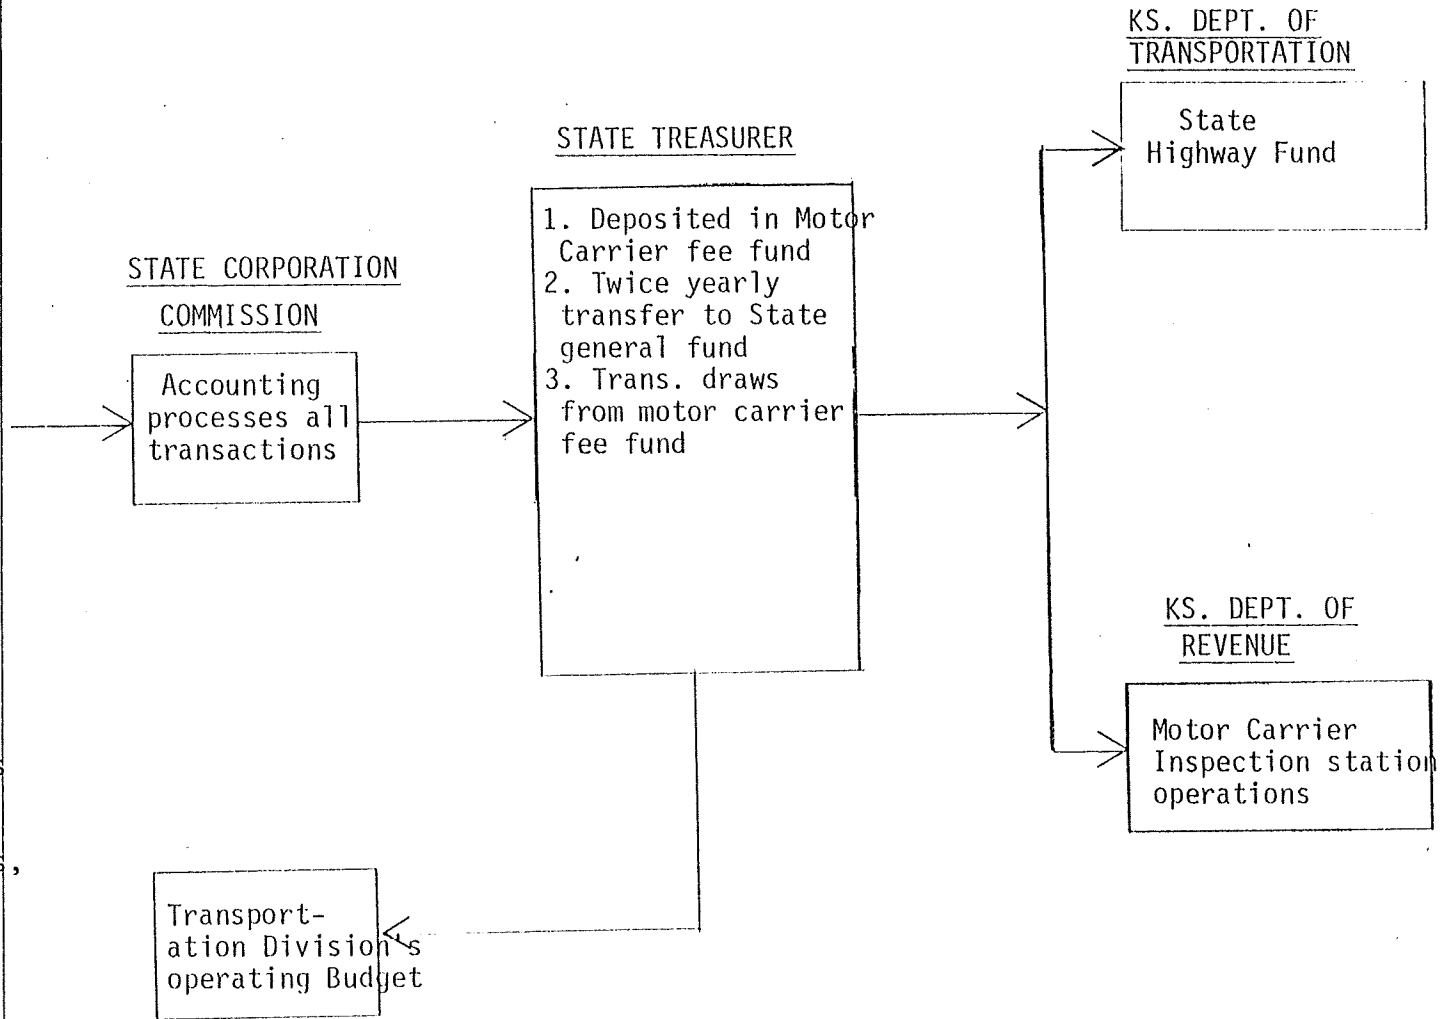 KS. DEPT. OF
TRANSPORTATION
State
Highway Fund
STATE TREASURER
1. Deposited in Motor
Carrier fee fund
2. Twice yearly
transfer to State
general fund
3. Trans. draws
from motor carrier
fee fund
STATE CORPORATION
COMMISSION
Accounting
processes all
transactions
KS. DEPT. OF
REVENUE
Motor Carrier
Inspection station
operations
Transport-
ation Division's
operating Budget